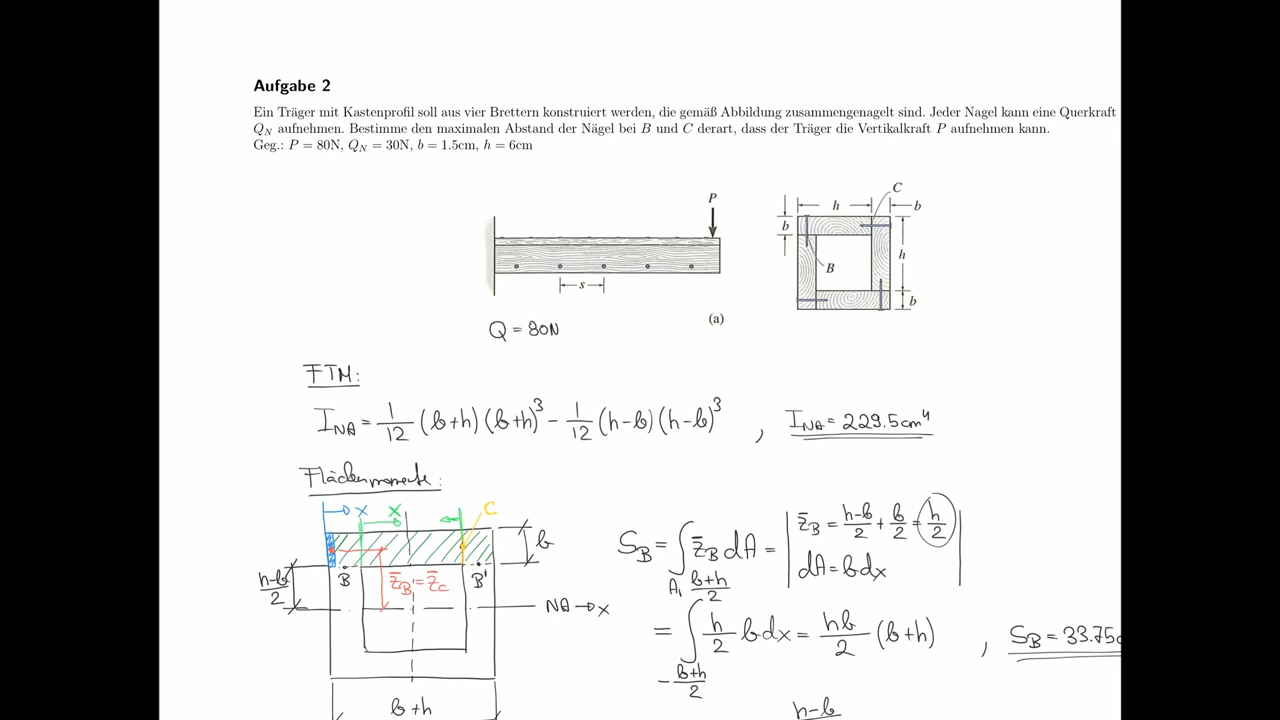 Aufgabe 2
Ein Träger mit Kastenprofil soll aus vier Brettern konstruiert werden, die gemäß Abbildung zusammengenagelt sind. Jeder Nagel kann eine Querkraft
Q_N aufnehmen. Bestimme den maximalen Abstand der Nägel bei B und C derart, dass der Träger die Vertikalkraft P aufnehmen kann.
Geg.: P = 80N, Q_N = 30N, b = 1.5cm, h = 6cm
P
s
(a)
C
h
b
b
h
B
b
Q = 80N
FTM:
I_NA = 1/12 (b+h)(b+h)^3 - 1/12 (h-b)(h-b)^3 , I_NA = 229.5cm^4
Flächenmomente:
x
x
C
b
h-b/2
B
z̄_B = z̄_C
B'
NA → x
b+h
S_B = ∫_A, z̄_B dA = | z̄_B = h-b/2 + b/2 = h/2
dA = b dx |
= ∫_{-b+h/2}^{b+h/2} h/2 b dx = hb/2 (b+h) , S_B = 33.75c
h-b